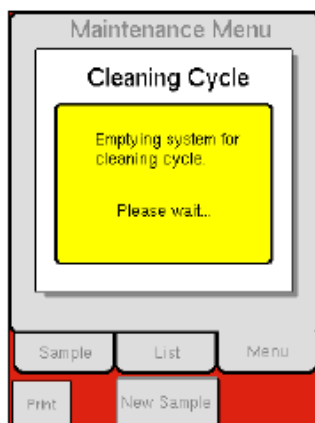 Maintenance Menu
Cleaning Cycle
Emptying system for
cleaning cycle.
Please wait...
Sample
List
Menu
Print
New Sample